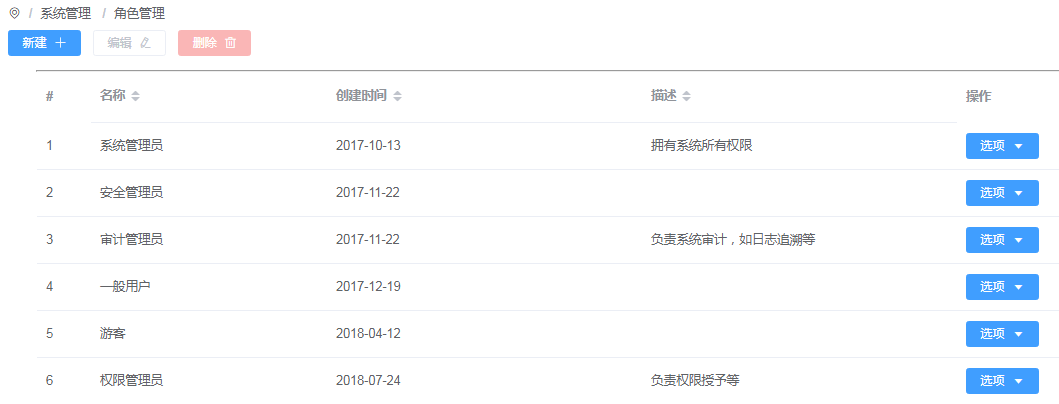 / 系统管理 / 角色管理
新建 编辑 删除
# 名称 创建时间 描述 操作
1 系统管理员 2017-10-13 拥有系统所有权限 选项
2 安全管理员 2017-11-22 选项
3 审计管理员 2017-11-22 负责系统审计，如日志追溯等 选项
4 一般用户 2017-12-19 选项
5 游客 2018-04-12 选项
6 权限管理员 2018-07-24 负责权限授予等 选项